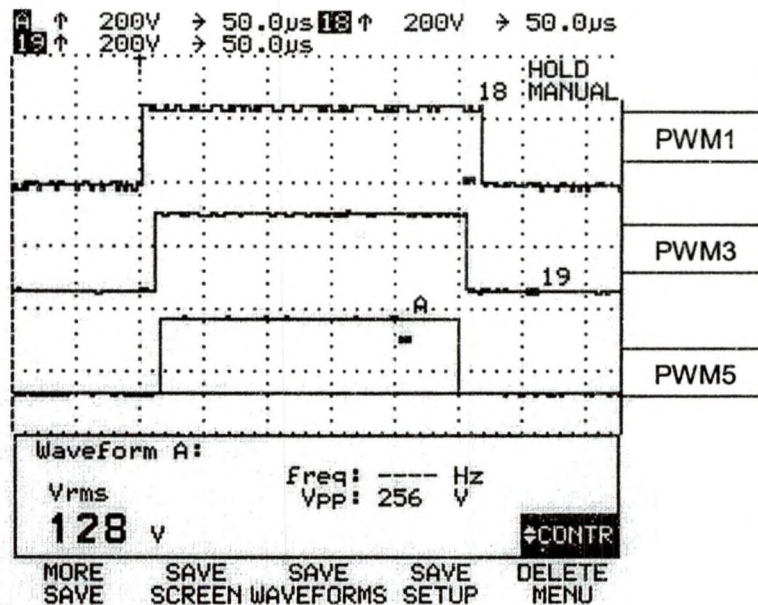 A ↑ 200V → 50.0µs 18 ↑ 200V → 50.0µs
19 ↑ 200V → 50.0µs
HOLD
MANUAL
18
PWM1
PWM3
19
A
PWM5
Waveform A:
freq: ---- Hz
Vrms
Vpp: 256 V
128 V
CONTR
MORE SAVE
SAVE SCREEN
SAVE WAVEFORMS
SAVE SETUP
DELETE MENU